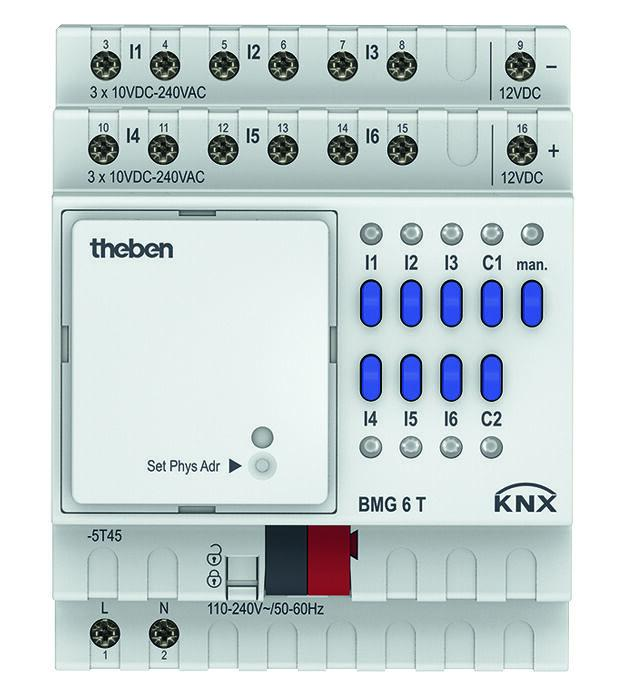 3 I1 4 5 I2 6 7 I3 8 9 –
3 x 10VDC-240VAC 12VDC
10 I4 11 12 I5 13 14 I6 15 16 +
3 x 10VDC-240VAC 12VDC
theben
I1 I2 I3 C1 man.
I4 I5 I6 C2
Set Phys Adr ▶
BMG 6 T KNX
-5T45
110-240V~/50-60Hz
L N
1 2